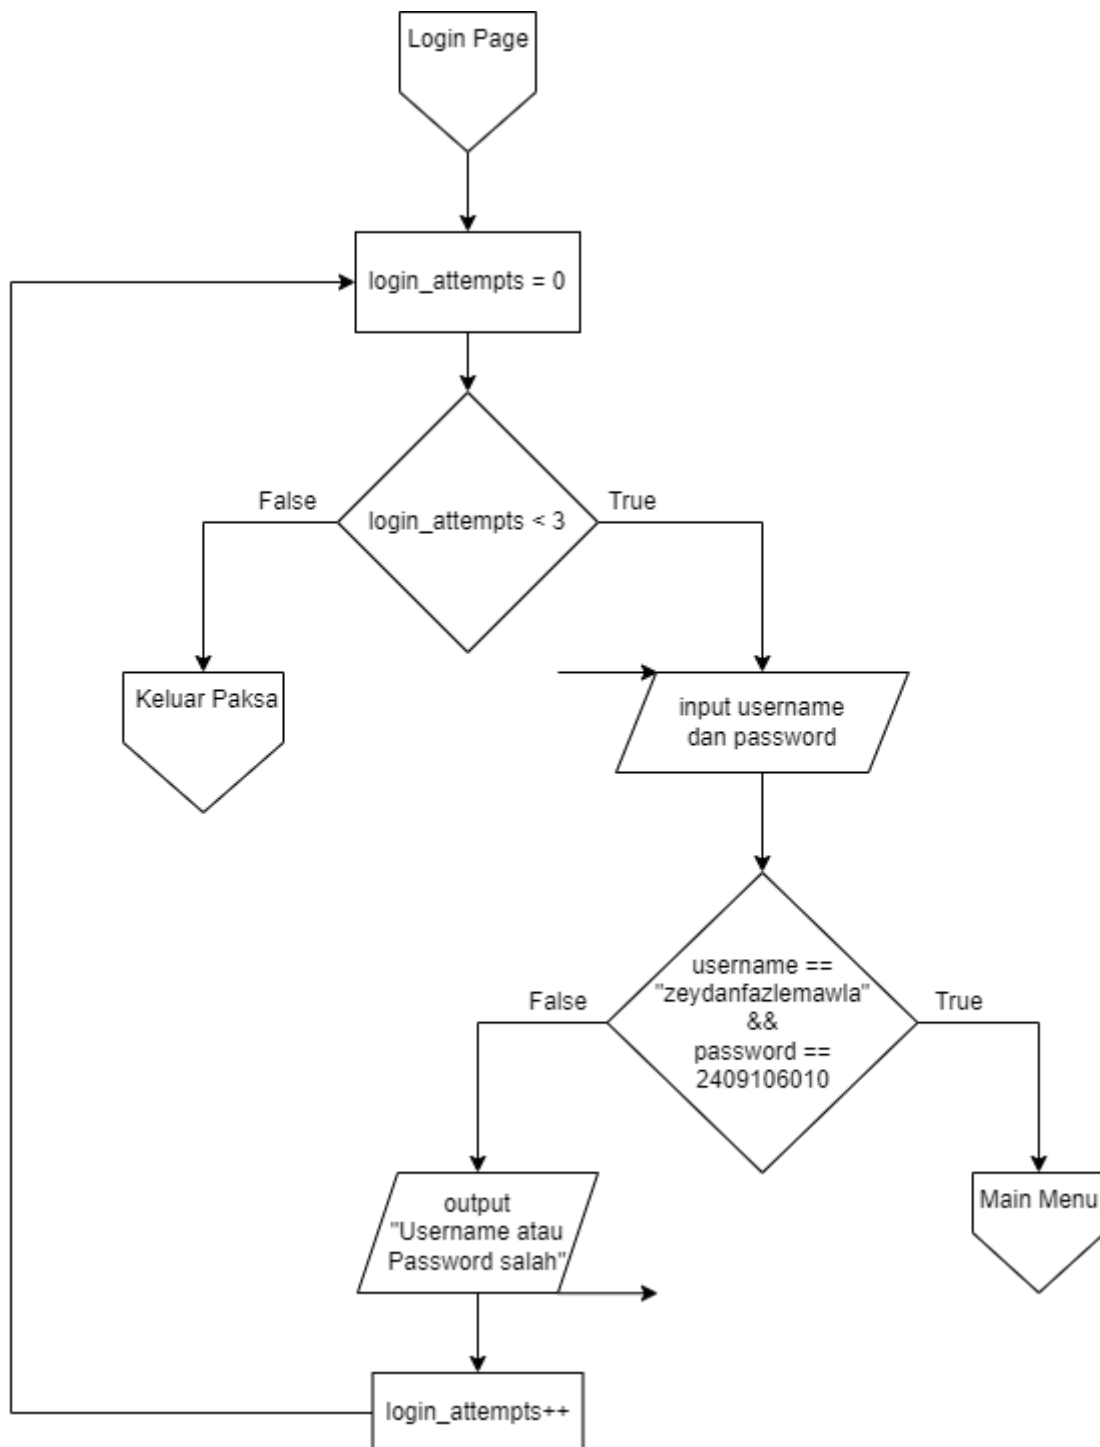 Login Page
login_attempts = 0
False
True
login_attempts < 3
Keluar Paksa
input username
dan password
username ==
"zeydanfazlemawla"
&&
password ==
2409106010
False
True
output
"Username atau
Password salah"
Main Menu
login_attempts++